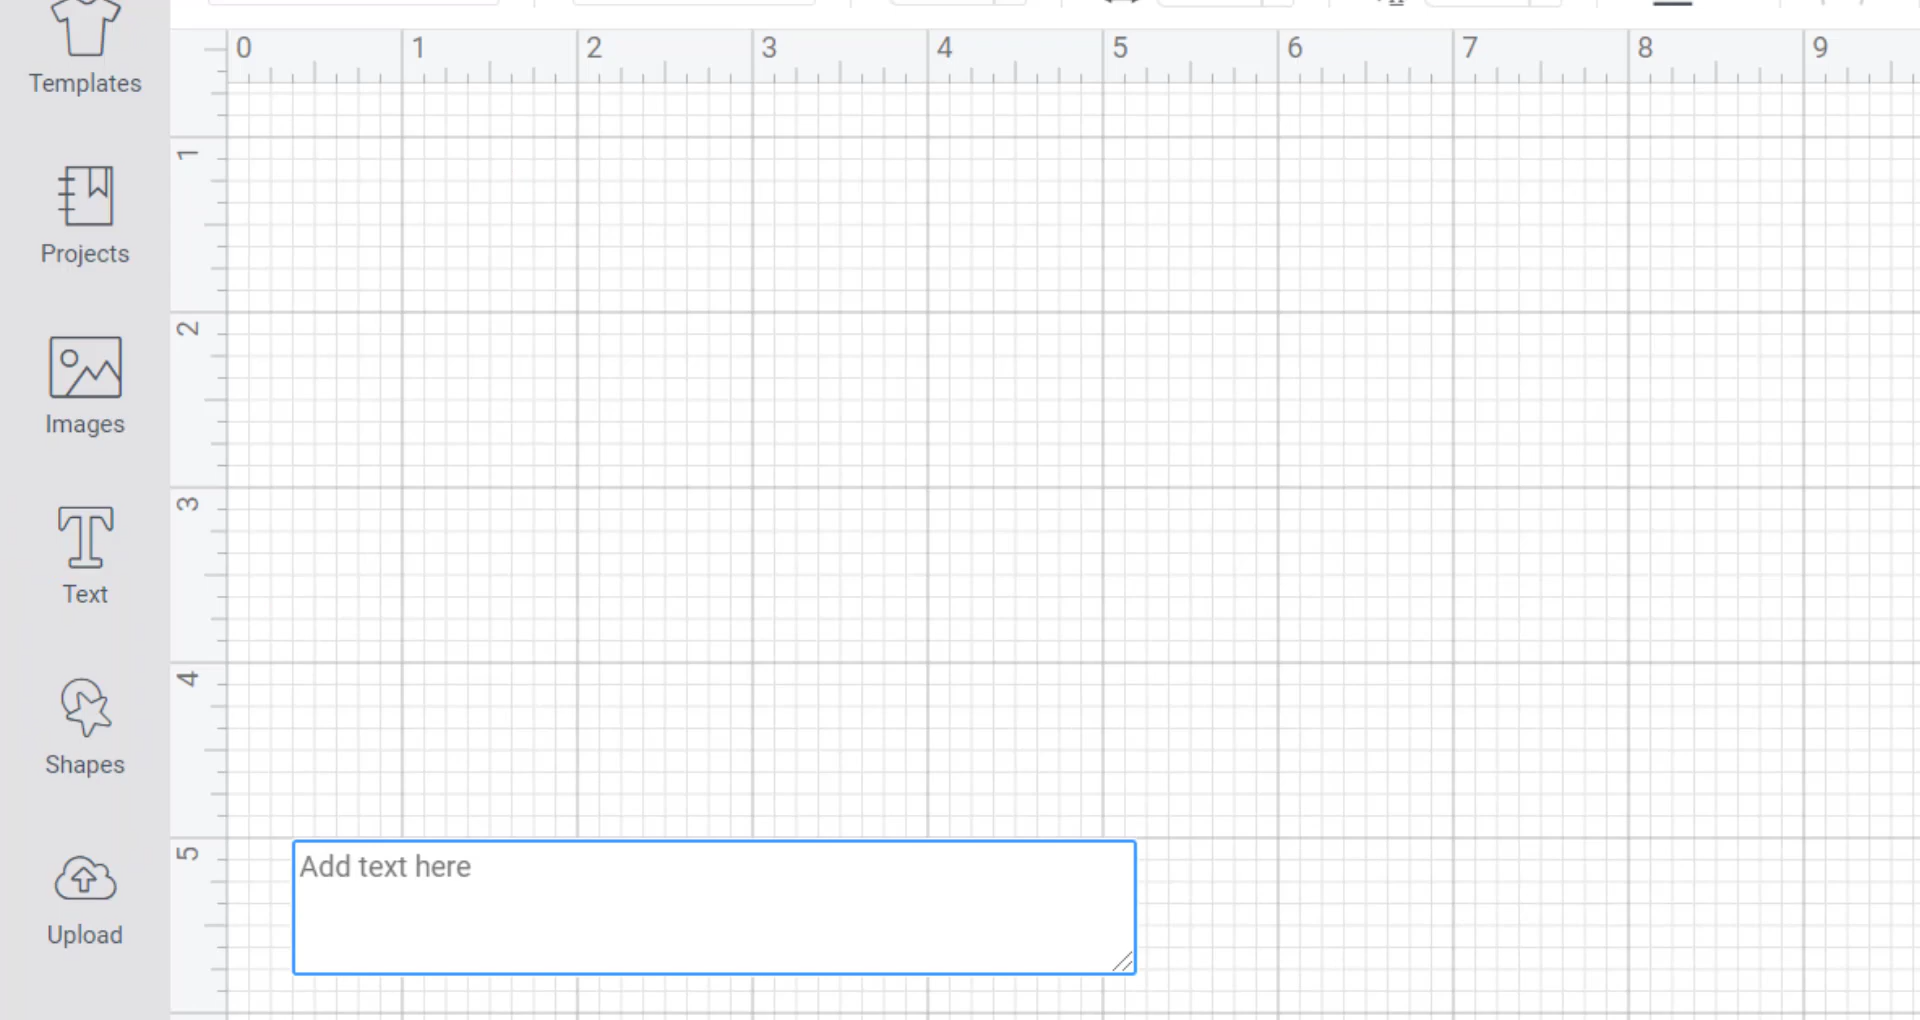 0 1 2 3 4 5 6 7 8 9
Templates
1
Projects
2
Images
3
Text
4
Shapes
5
Add text here
Upload